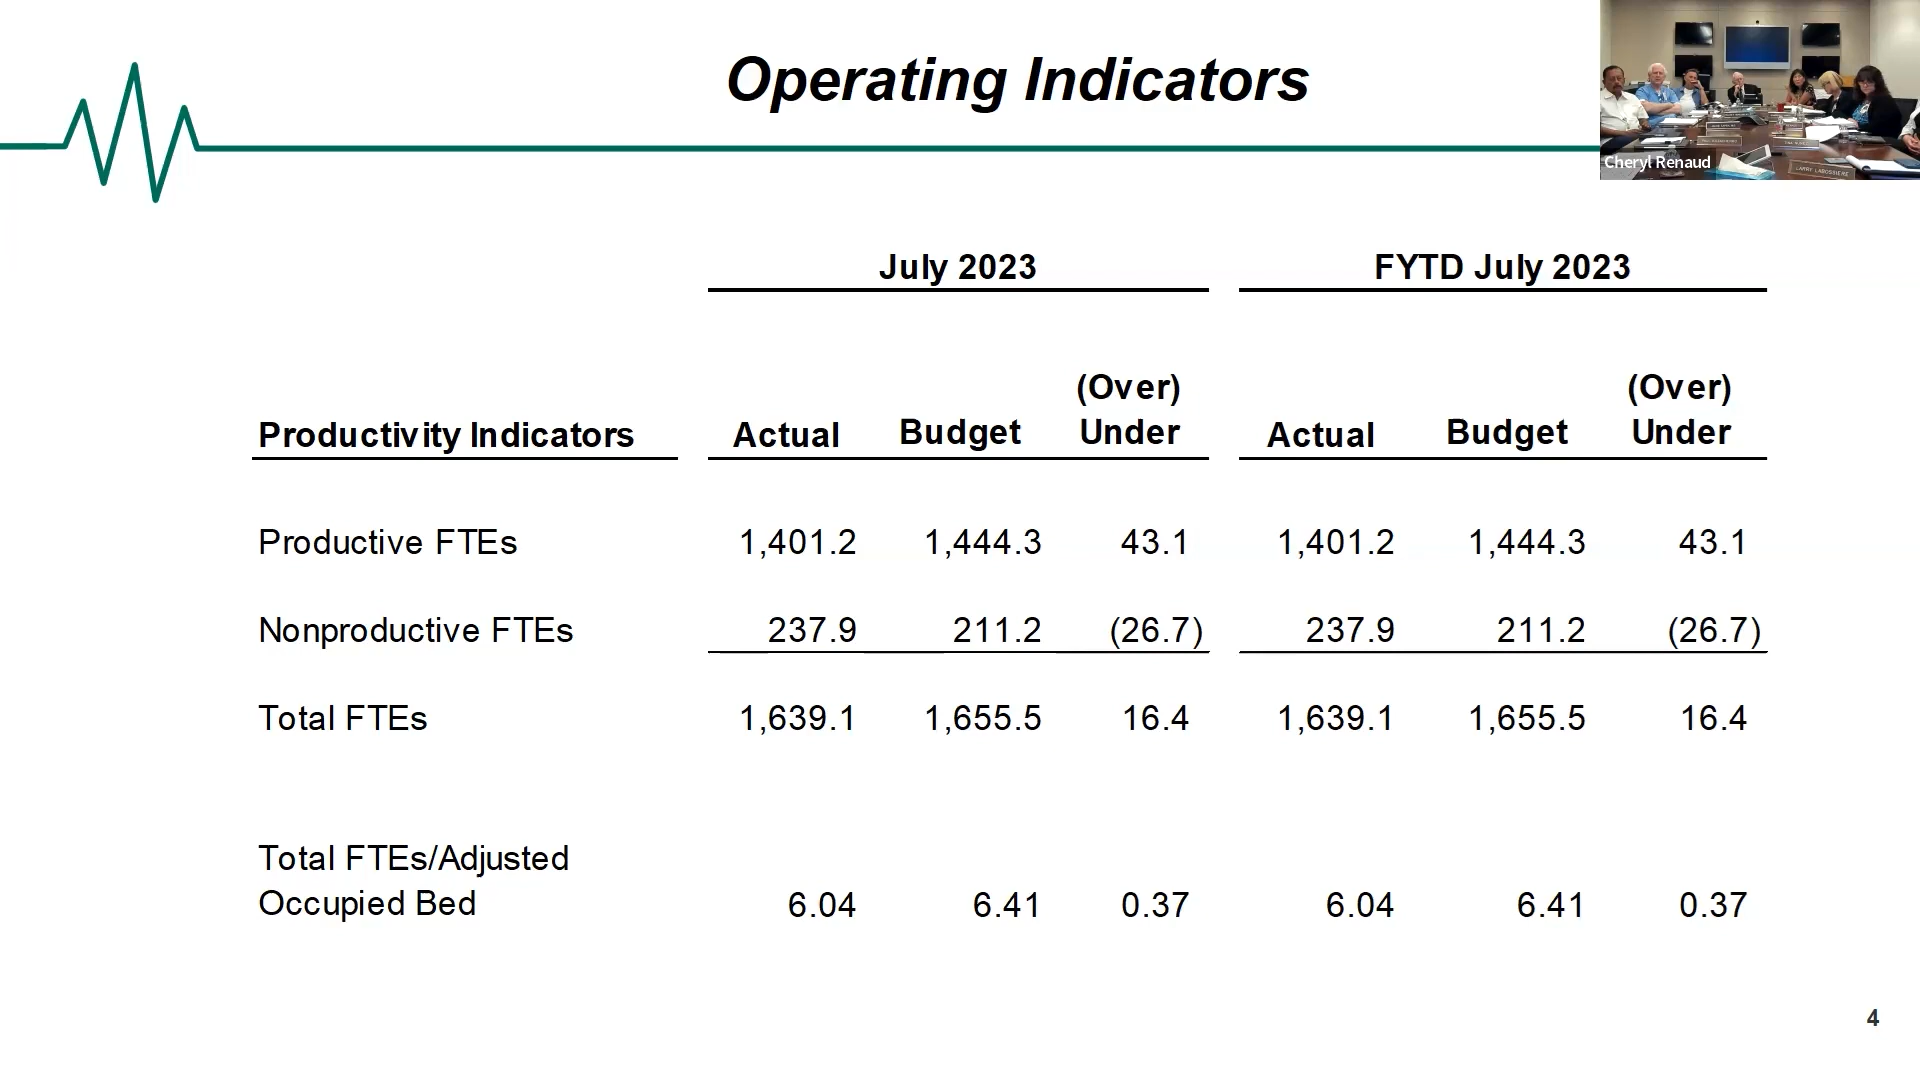 Operating Indicators
Cheryl Renaud
LARRY LABOSSIERE
July 2023 FYTD July 2023
(Over) (Over)
Productivity Indicators Actual Budget Under Actual Budget Under
Productive FTEs 1,401.2 1,444.3 43.1 1,401.2 1,444.3 43.1
Nonproductive FTEs 237.9 211.2 (26.7) 237.9 211.2 (26.7)
Total FTEs 1,639.1 1,655.5 16.4 1,639.1 1,655.5 16.4
Total FTEs/Adjusted
Occupied Bed 6.04 6.41 0.37 6.04 6.41 0.37
4